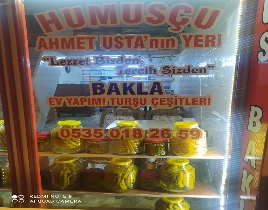 HUMUSÇU
AHMET USTA'nın YERİ
"Lezzet Bizden,
Tercih Sizden"
BAKLA
EV YAPIMI TURŞU ÇEŞİTLERİ
0535 018 26 59
REDMI NOTE 8
AI QUAD CAMERA